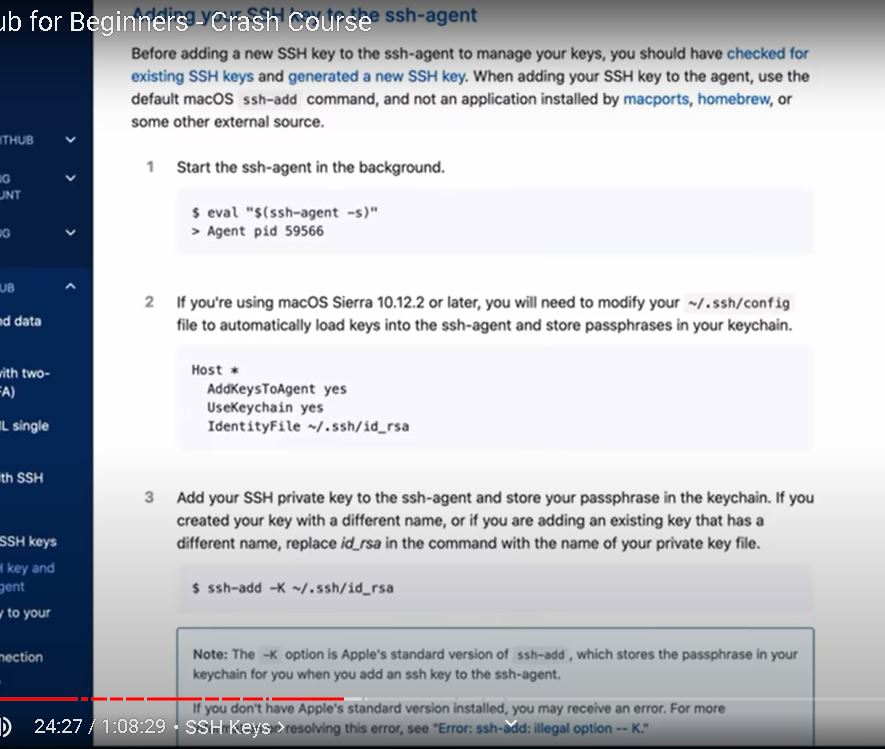 Adding your SSH key to the ssh-agent
ub for Beginners - Crash Course
Before adding a new SSH key to the ssh-agent to manage your keys, you should have checked for
existing SSH keys and generated a new SSH key. When adding your SSH key to the agent, use the
default macOS ssh-add command, and not an application installed by macports, homebrew, or
some other external source.
ITHUB
1 Start the ssh-agent in the background.
NG
UNT
$ eval "$(ssh-agent -s)"
> Agent pid 59566
NG
UB
2 If you're using macOS Sierra 10.12.2 or later, you will need to modify your ~/.ssh/config
file to automatically load keys into the ssh-agent and store passphrases in your keychain.
nd data
Host *
AddKeysToAgent yes
UseKeychain yes
IdentityFile ~/.ssh/id_rsa
with two-
FA)
L single
th SSH
3 Add your SSH private key to the ssh-agent and store your passphrase in the keychain. If you
created your key with a different name, or if you are adding an existing key that has a
different name, replace id_rsa in the command with the name of your private key file.
SSH keys
key and
gent
$ ssh-add -K ~/.ssh/id_rsa
y to your
Note: The -K option is Apple's standard version of ssh-add, which stores the passphrase in your
keychain for you when you add an ssh key to the ssh-agent.
nection
If you don't have Apple's standard version installed, you may receive an error. For more
resolving this error, see "Error: ssh-add: illegal option -- K."
24:27 / 1:08:29 • SSH Keys >